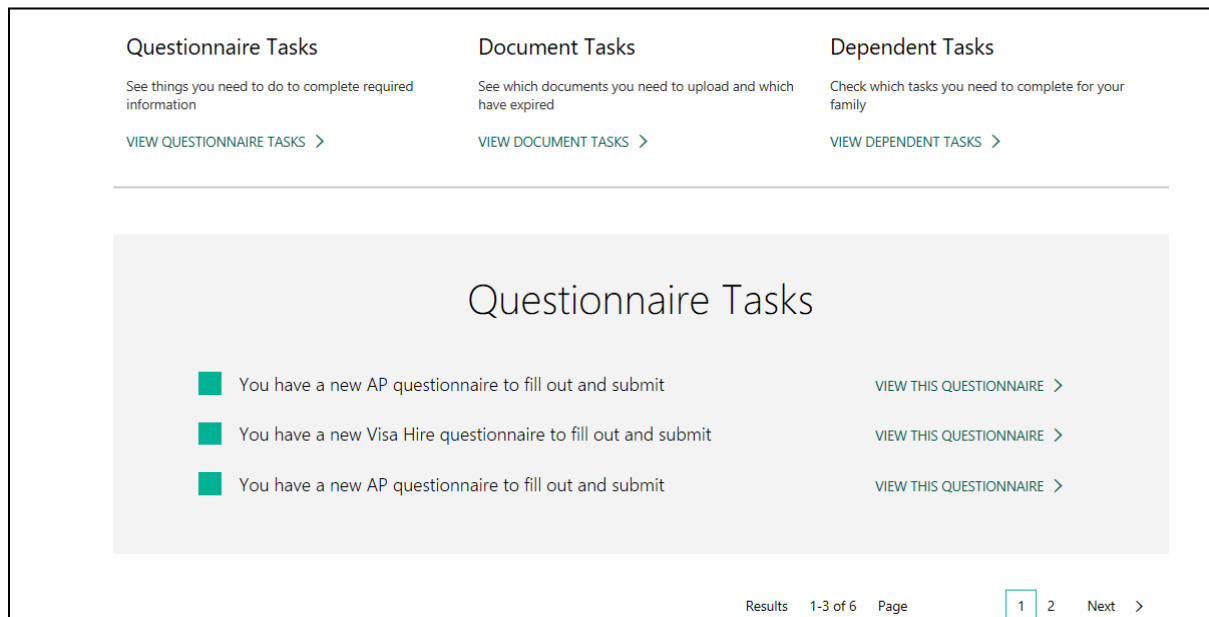 Questionnaire Tasks
See things you need to do to complete required
information
VIEW QUESTIONNAIRE TASKS
Document Tasks
See which documents you need to upload and which
have expired
VIEW DOCUMENT TASKS
Dependent Tasks
Check which tasks you need to complete for your
family
VIEW DEPENDENT TASKS
Questionnaire Tasks
You have a new AP questionnaire to fill out and submit VIEW THIS QUESTIONNAIRE
You have a new Visa Hire questionnaire to fill out and submit VIEW THIS QUESTIONNAIRE
You have a new AP questionnaire to fill out and submit VIEW THIS QUESTIONNAIRE
Results 1-3 of 6 Page 1 2 Next